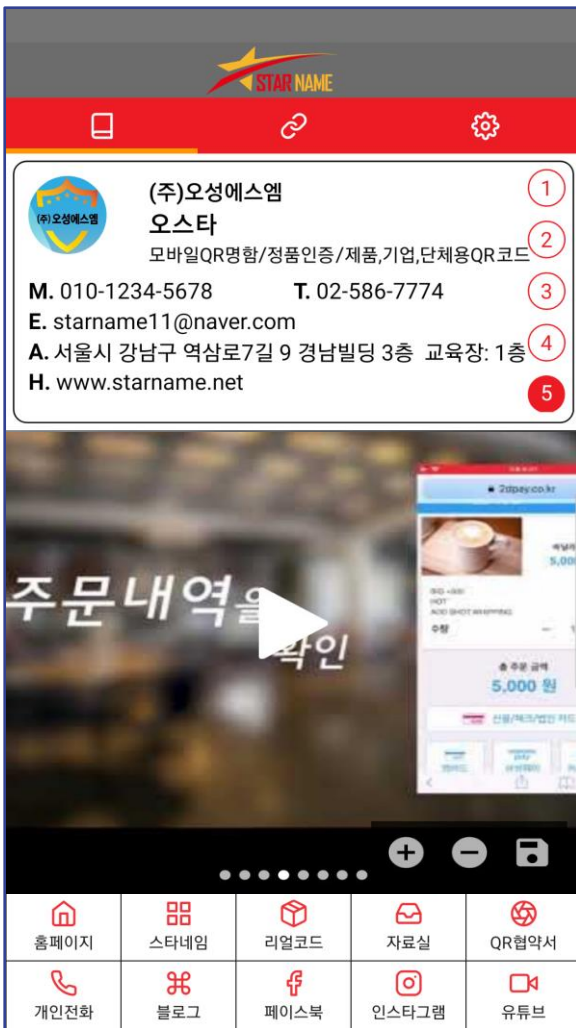 STAR NAME
(주)오성에스엠
(주)오성에스엠
오스타
모바일QR명함/정품인증/제품,기업,단체용QR코드
M. 010-1234-5678 T. 02-586-7774
E. starname11@naver.com
A. 서울시 강남구 역삼로7길 9 경남빌딩 3층 교육장: 1층
H. www.starname.net
1
2
3
4
5
주문내역을
확인
2dpay.co.kr
5,00
HOT
ADD SHOT WHIPPING
수량
총 주문 금액
5,000 원
홈페이지 스타네임 리얼코드 자료실 QR협약서
개인전화 블로그 페이스북 인스타그램 유튜브